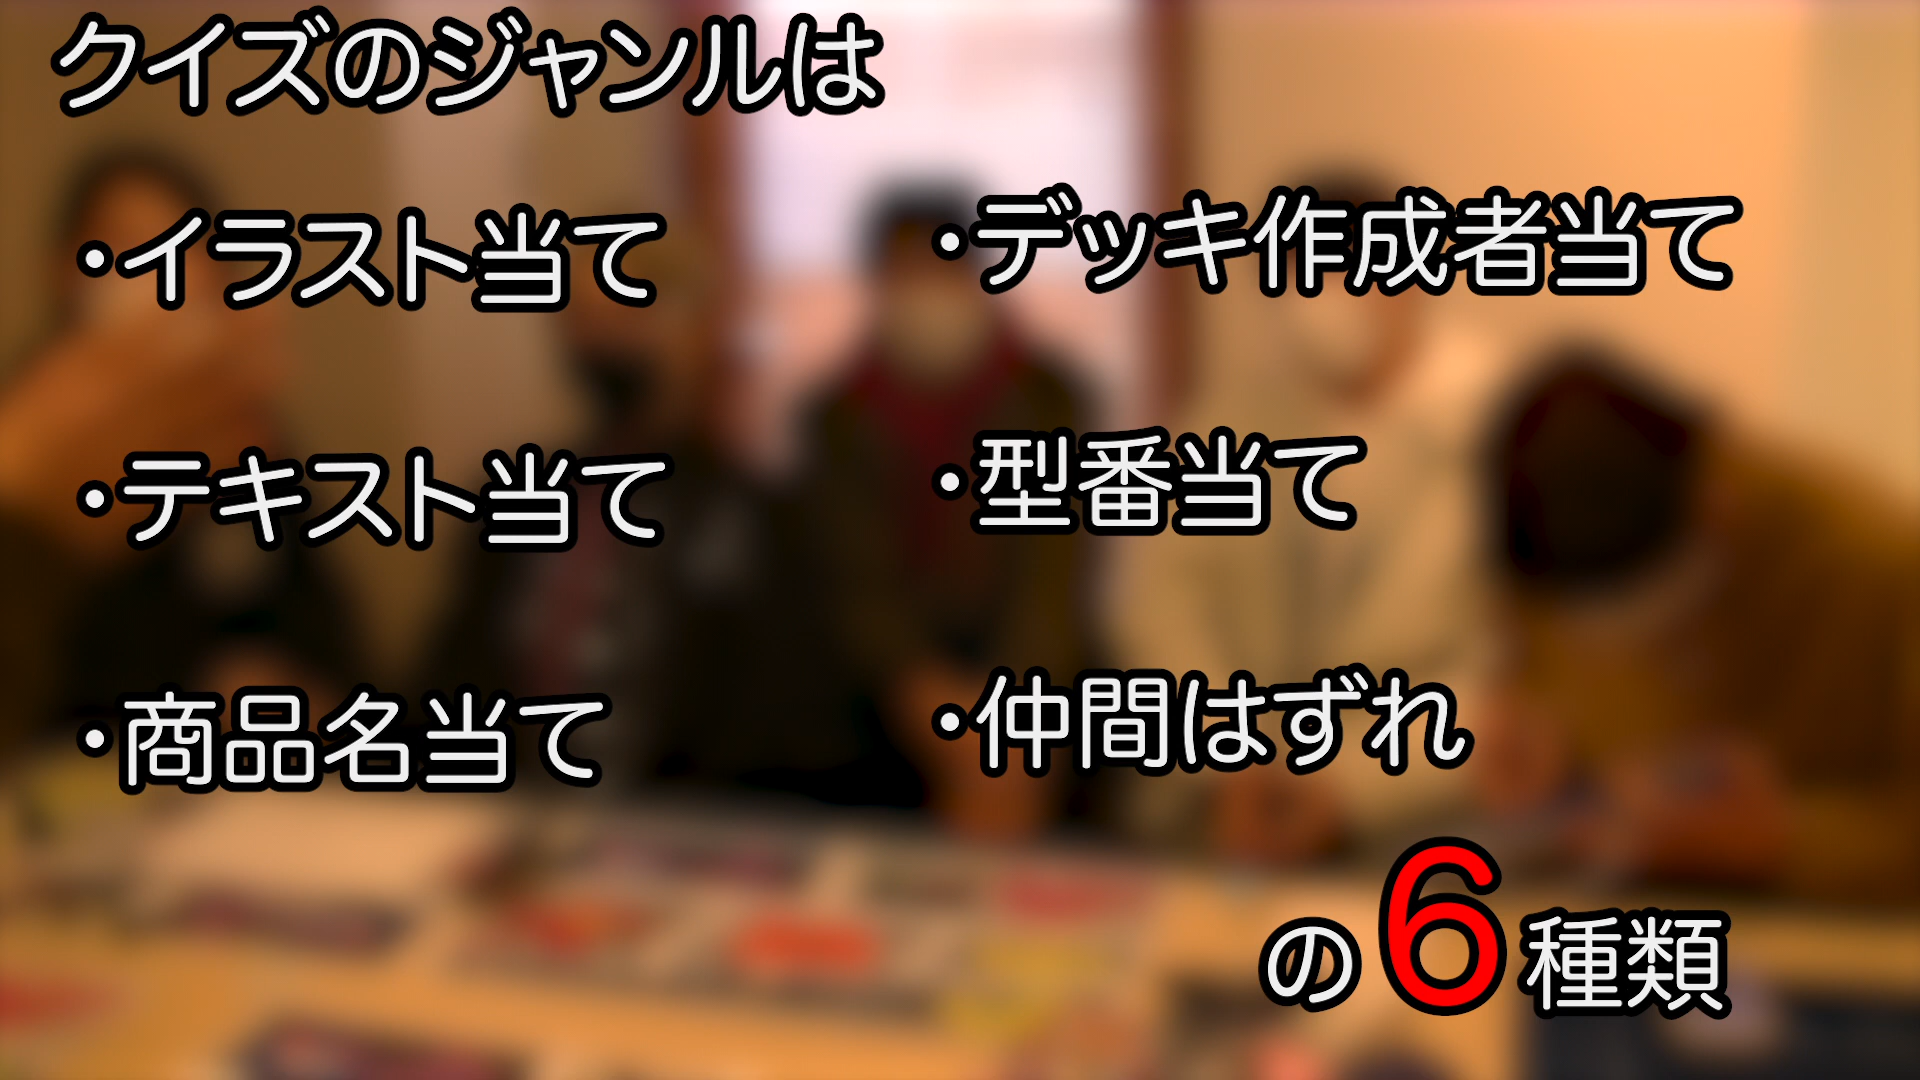 クイズのジャンルは
・イラスト当て
・テキスト当て
・商品名当て
・デッキ作成者当て
・型番当て
・仲間はずれ
の6種類